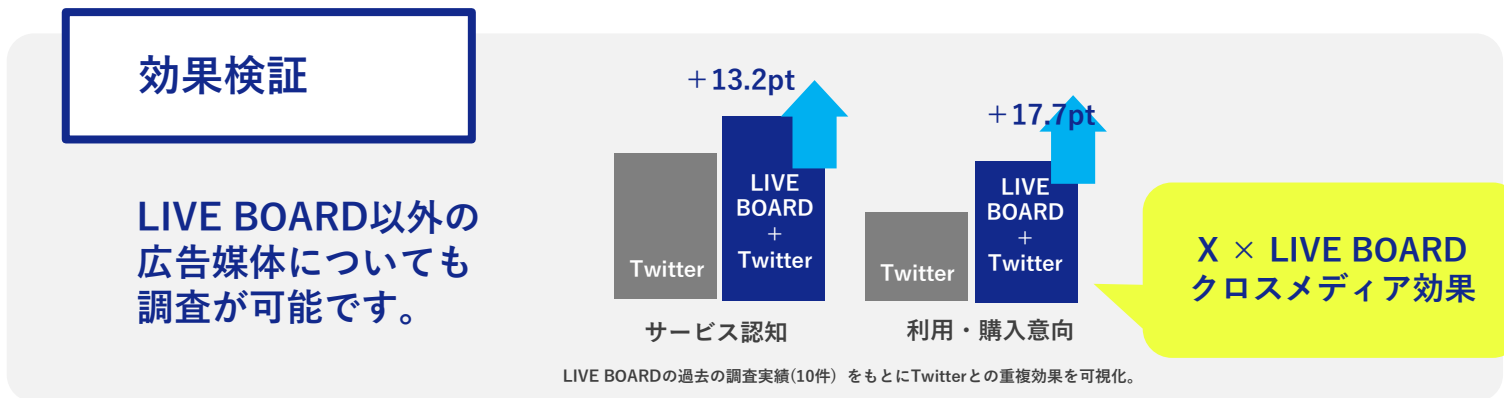 効果検証
LIVE BOARD以外の
広告媒体についても
調査が可能です。
＋13.2pt
Twitter
LIVE
BOARD
+
Twitter
サービス認知
＋17.7pt
Twitter
LIVE
BOARD
+
Twitter
利用・購入意向
X × LIVE BOARD
クロスメディア効果
LIVE BOARDの過去の調査実績(10件）をもとにTwitterとの重複効果を可視化。